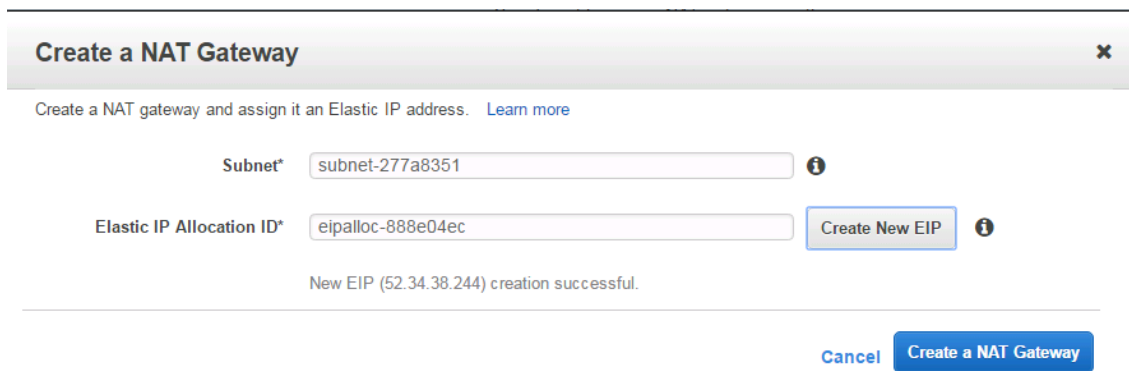 Create a NAT Gateway
Create a NAT gateway and assign it an Elastic IP address. Learn more
Subnet* subnet-277a8351
Elastic IP Allocation ID* eipalloc-888e04ec Create New EIP
New EIP (52.34.38.244) creation successful.
Cancel Create a NAT Gateway